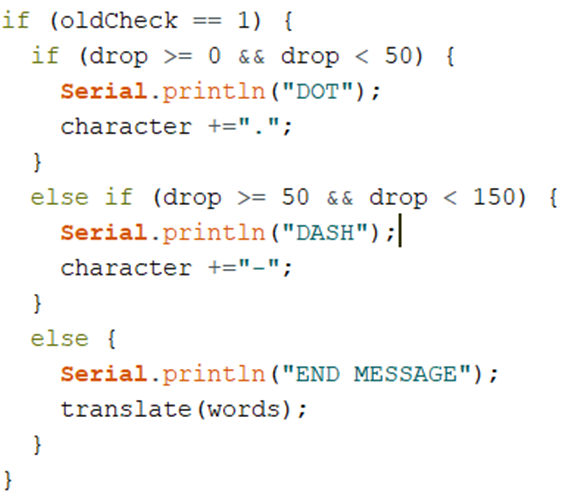 if (oldCheck == 1) {
  if (drop >= 0 && drop < 50) {
    Serial.println("DOT");
    character +=".";
  }
  else if (drop >= 50 && drop < 150) {
    Serial.println("DASH");
    character +="-";
  }
  else {
    Serial.println("END MESSAGE");
    translate(words);
  }
}